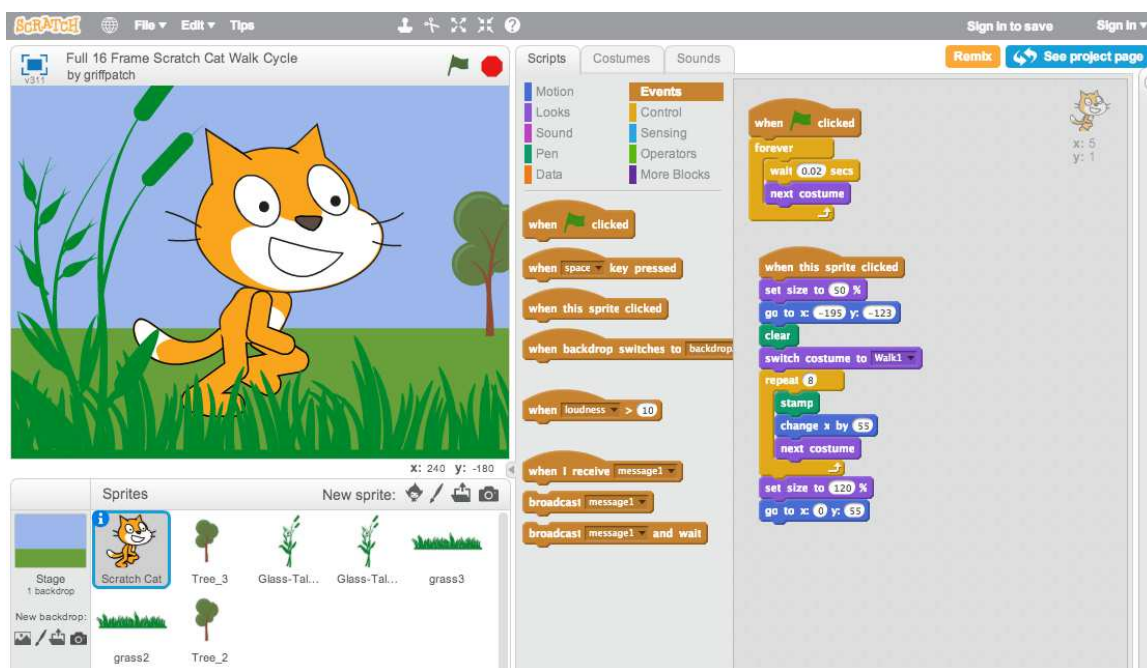 SCRATCH File Edit Tips Sign in to save Sign in
Full 16 Frame Scratch Cat Walk Cycle
by griffpatch
v311
x: 240 y: -180
Sprites New sprite:
Stage
1 backdrop
New backdrop:
Scratch Cat
Tree_3
Glass-Tal...
Glass-Tal...
grass3
grass2
Tree_2
Scripts Costumes Sounds
Remix See project page
Motion Events
Looks Control
Sound Sensing
Pen Operators
Data More Blocks
when clicked
when space key pressed
when this sprite clicked
when backdrop switches to backdrop
when loudness > 10
when I receive message1
broadcast message1
broadcast message1 and wait
when clicked
forever
wait 0.02 secs
next costume
x: 5
y: 1
when this sprite clicked
set size to 50 %
go to x: -195 y: -123
clear
switch costume to Walk1
repeat 8
stamp
change x by 55
next costume
set size to 120 %
go to x: 0 y: 55